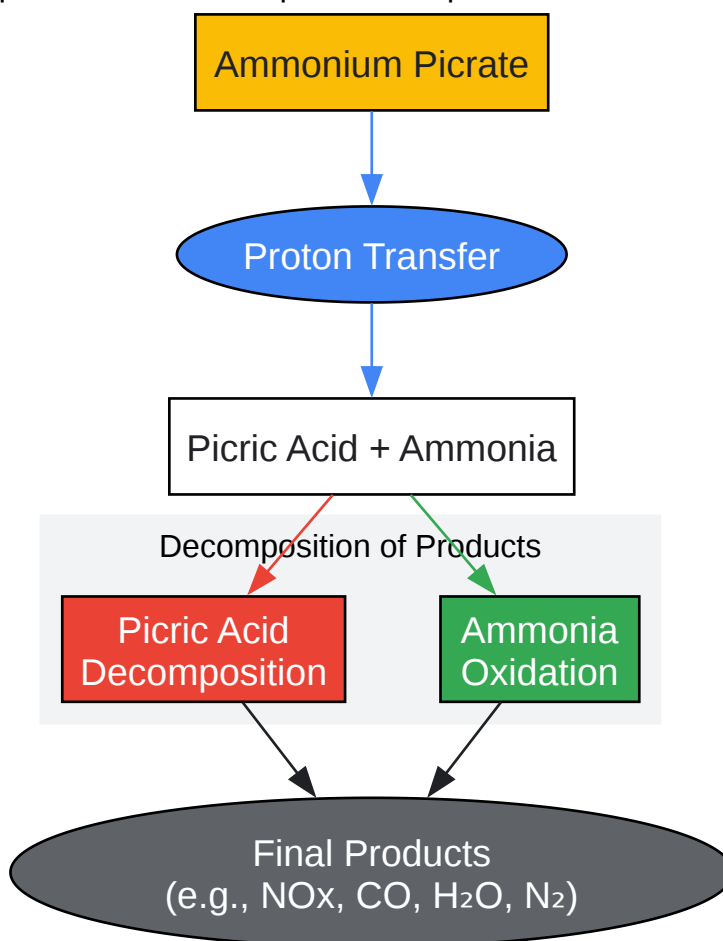 Ammonium Picrate
Proton Transfer
Picric Acid + Ammonia
Decomposition of Products
Picric Acid
Decomposition
Ammonia
Oxidation
Final Products
(e.g., NOx, CO, H₂O, N₂)